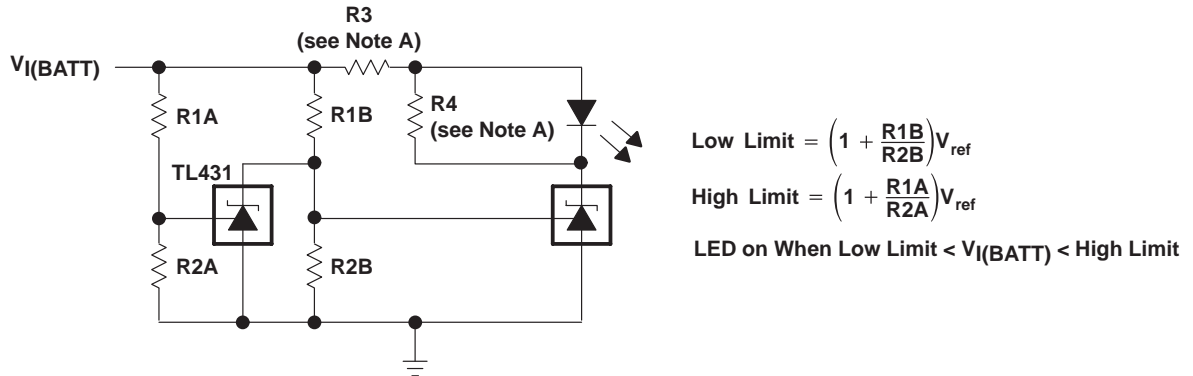 R3
(see Note A)
VI(BATT)
R1A
R1B
R4
(see Note A)
TL431
R2A
R2B
Low Limit = (1 + R1B/R2B)Vref
High Limit = (1 + R1A/R2A)Vref
LED on When Low Limit < VI(BATT) < High Limit